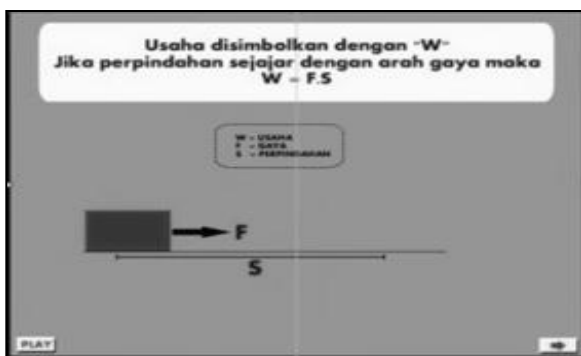 Usaha disimbolkan dengan "W"
Jika perpindahan sejajar dengan arah gaya maka
W = F.S
W = USAHA
F = GAYA
S = PERPINDAHAN
F
S
PLAY